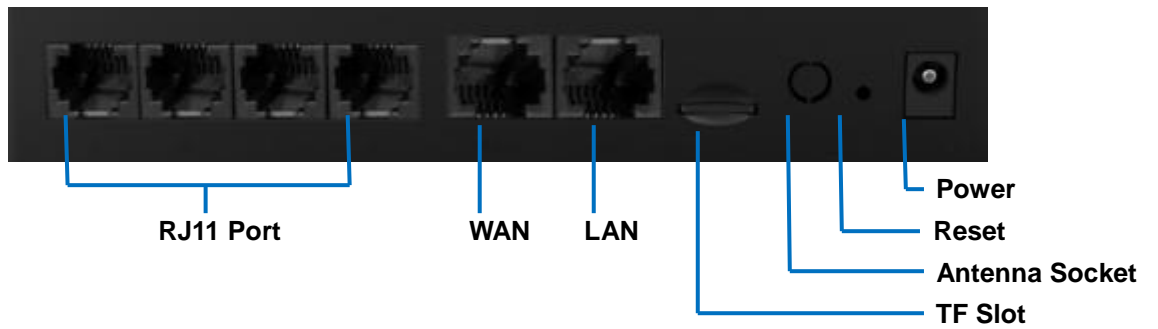 Power
RJ11 Port
WAN
LAN
Reset
Antenna Socket
TF Slot